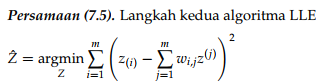 Persamaan (7.5). Langkah kedua algoritma LLE
Ẑ = argmin_Z ∑_{i=1}^{m} ( z_{(i)} − ∑_{j=1}^{m} w_{i,j} z^{(j)} )^2